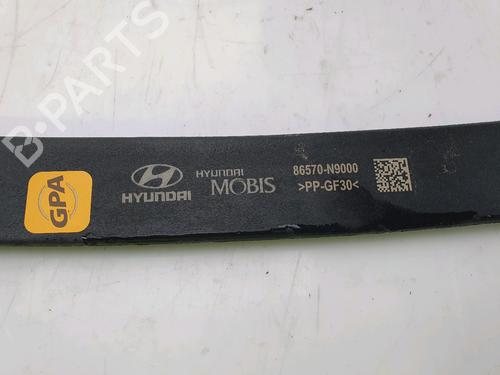 B-PARTS
GPA
HYUNDAI
HYUNDAI
MOBIS
86570-N9000
>PP-GF30<